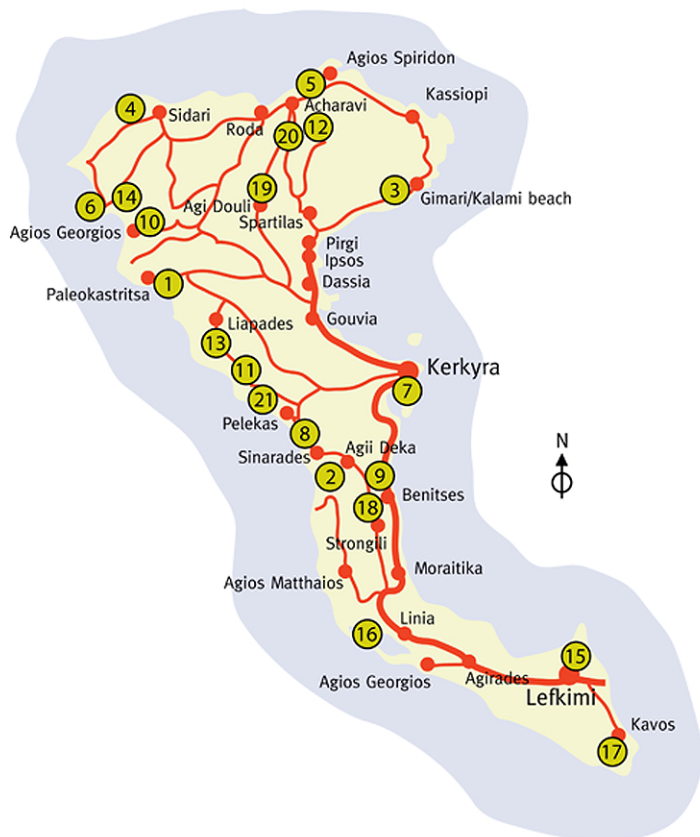 Agios Spiridon
5
Kassiopi
4
Sidari
Acharavi
Roda
12
20
19
3
Gimari/Kalami beach
14
6
Agi Douli
10
Spartilas
Agios Georgios
Pirgi
Ipsos
1
Dassia
Paleokastritsa
Gouvia
Liapades
13
11
Kerkyra
7
21
Pelekas
8
N
Agii Deka
Sinarades
2
9
Benitses
18
Strongili
Moraitika
Agios Matthaios
Linia
16
15
Agios Georgios
Agirades
Lefkimi
Kavos
17